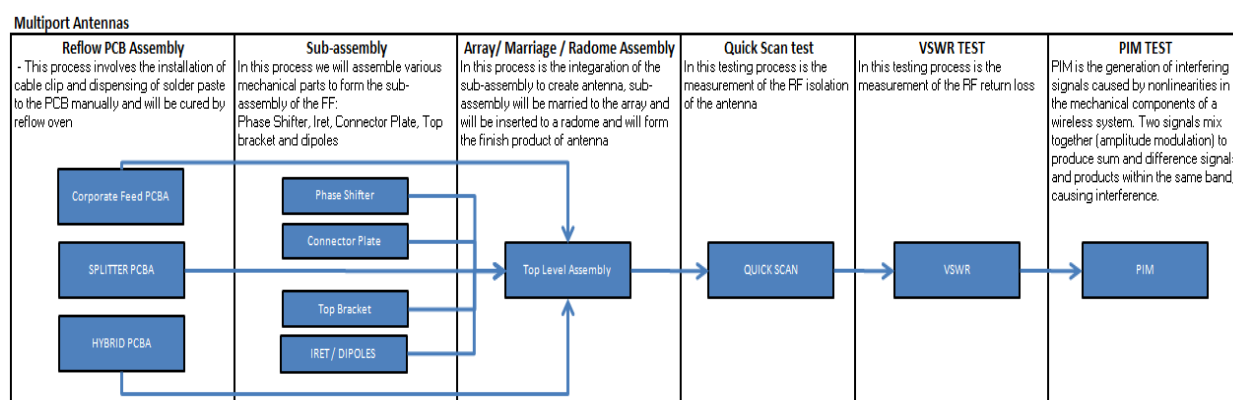 Multiport Antennas
Reflow PCB Assembly
- This process involves the installation of
cable clip and dispensing of solder paste
to the PCB manually and will be cured by
reflow oven
Sub-assembly
In this process we will assemble various
mechanical parts to form the sub-
assembly of the FF:
Phase Shifter, Iret, Connector Plate, Top
bracket and dipoles
Array/ Marriage / Radome Assembly
In this process is the integaration of the
sub-assembly to create antenna, sub-
assembly will be married to the array and
will be inserted to a radome and will form
the finish product of antenna
Quick Scan test
In this testing process is the
measurement of the RF isolation
of the antenna
VSWR TEST
In this testing process is the
measurement of the RF return loss
PIM TEST
PIM is the generation of interfering
signals caused by nonlinearities in
the mechanical components of a
wireless system. Two signals mix
together (amplitude modulation) to
produce sum and difference signals
and products within the same band,
causing interference.
Corporate Feed PCBA
SPLITTER PCBA
HYBRID PCBA
Phase Shifter
Connector Plate
Top Bracket
IRET / DIPOLES
Top Level Assembly
QUICK SCAN
VSWR
PIM